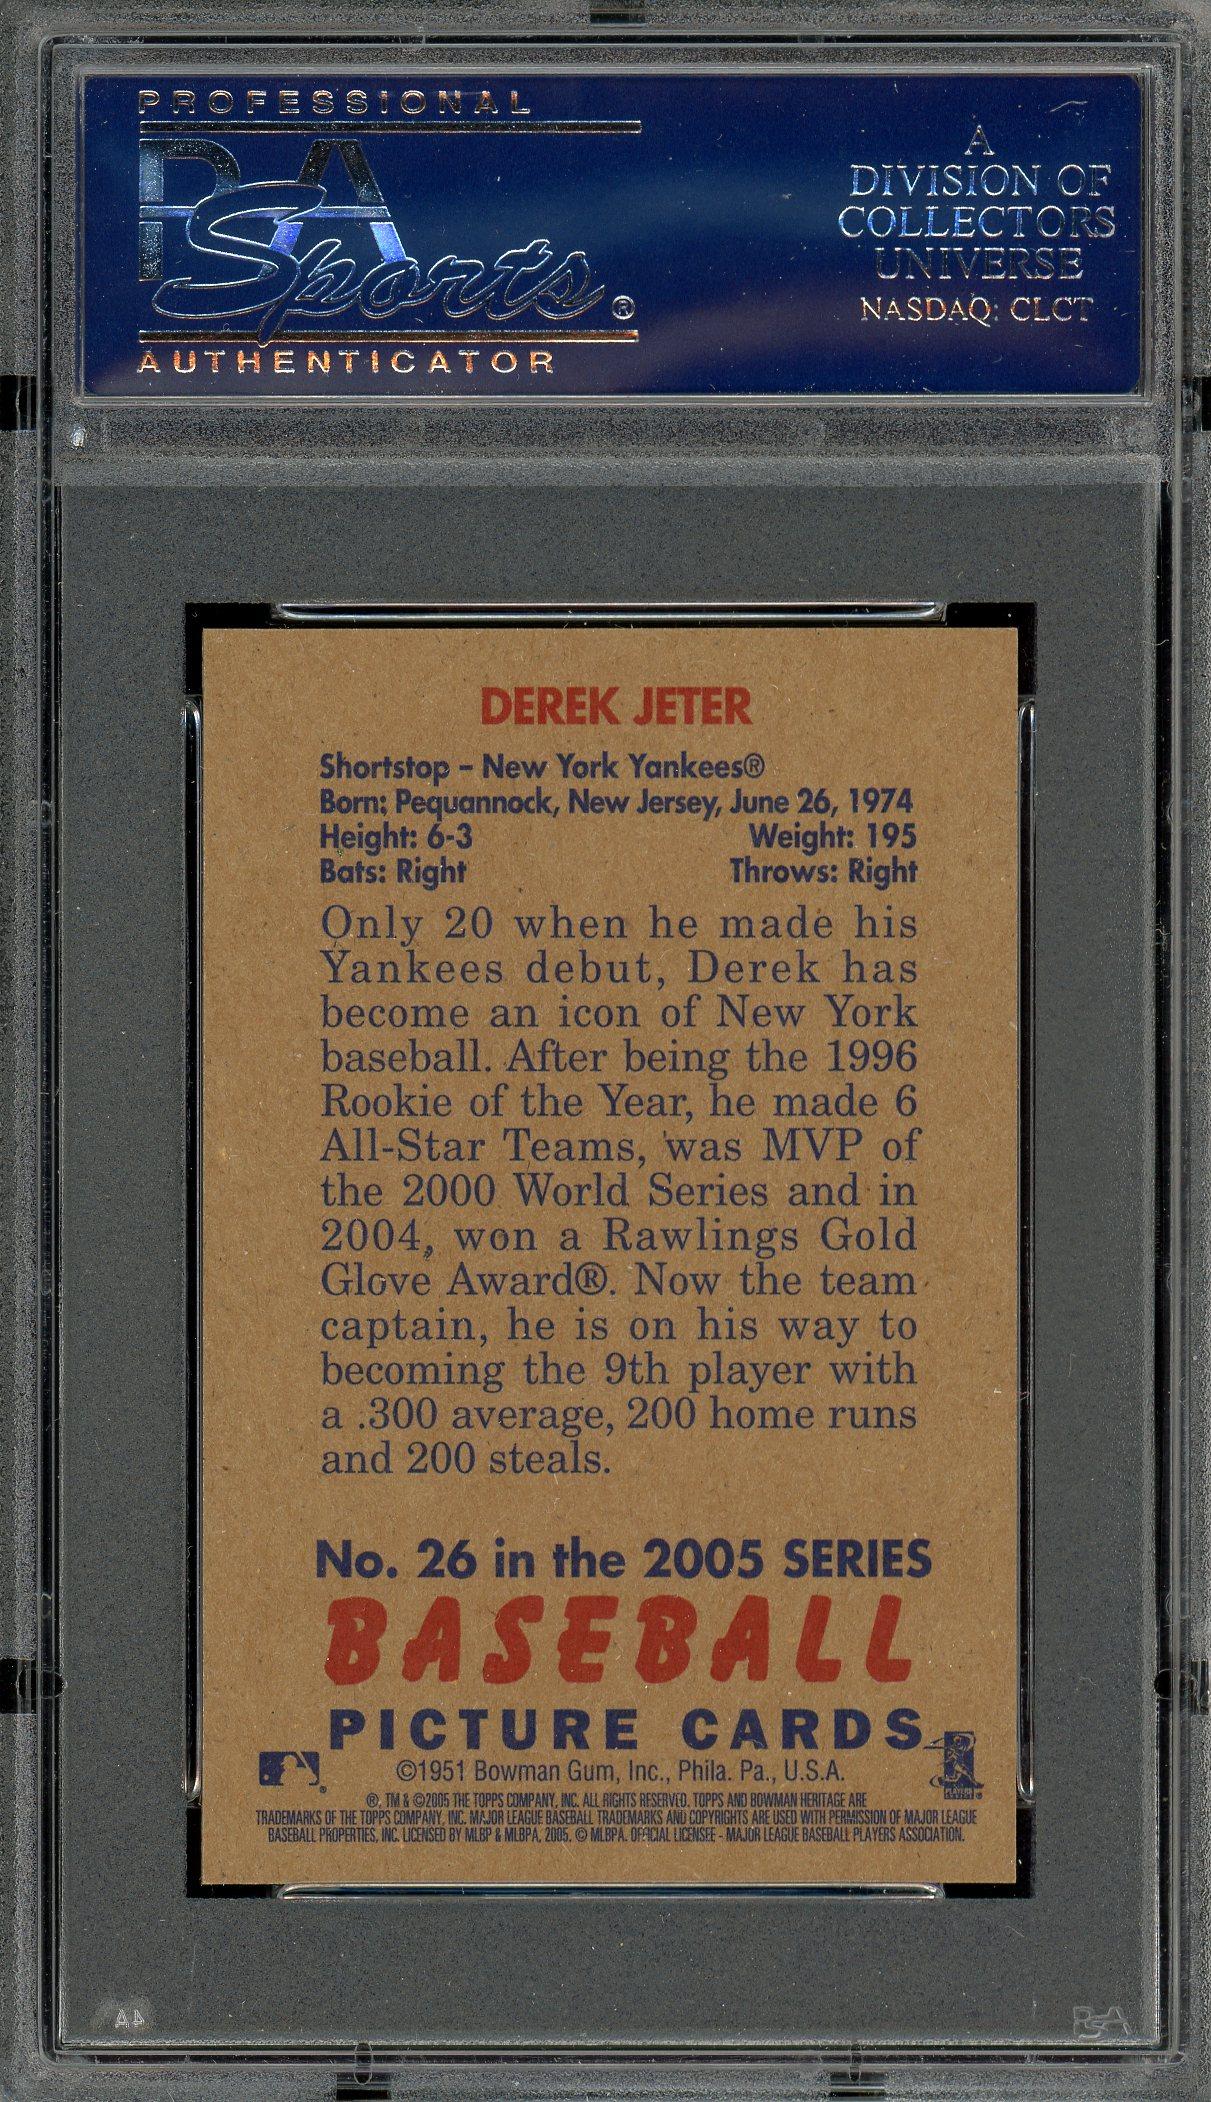 PROFESSIONAL
PSA
Sports®
AUTHENTICATOR
A
DIVISION OF
COLLECTORS
UNIVERSE
NASDAQ: CLCT
DEREK JETER
Shortstop – New York Yankees®
Born: Pequannock, New Jersey, June 26, 1974
Height: 6-3 Weight: 195
Bats: Right Throws: Right
Only 20 when he made his
Yankees debut, Derek has
become an icon of New York
baseball. After being the 1996
Rookie of the Year, he made 6
All-Star Teams, was MVP of
the 2000 World Series and in
2004, won a Rawlings Gold
Glove Award®. Now the team
captain, he is on his way to
becoming the 9th player with
a .300 average, 200 home runs
and 200 steals.
No. 26 in the 2005 SERIES
BASEBALL
PICTURE CARDS
©1951 Bowman Gum, Inc., Phila. Pa., U.S.A.
®, TM & ©2005 THE TOPPS COMPANY, INC. ALL RIGHTS RESERVED. TOPPS AND BOWMAN HERITAGE ARE
TRADEMARKS OF THE TOPPS COMPANY, INC. MAJOR LEAGUE BASEBALL TRADEMARKS AND COPYRIGHTS ARE USED WITH PERMISSION OF MAJOR LEAGUE
BASEBALL PROPERTIES, INC. LICENSED BY MLBP & MLBPA, 2005. © MLBPA. OFFICIAL LICENSEE - MAJOR LEAGUE BASEBALL PLAYERS ASSOCIATION.
PSA